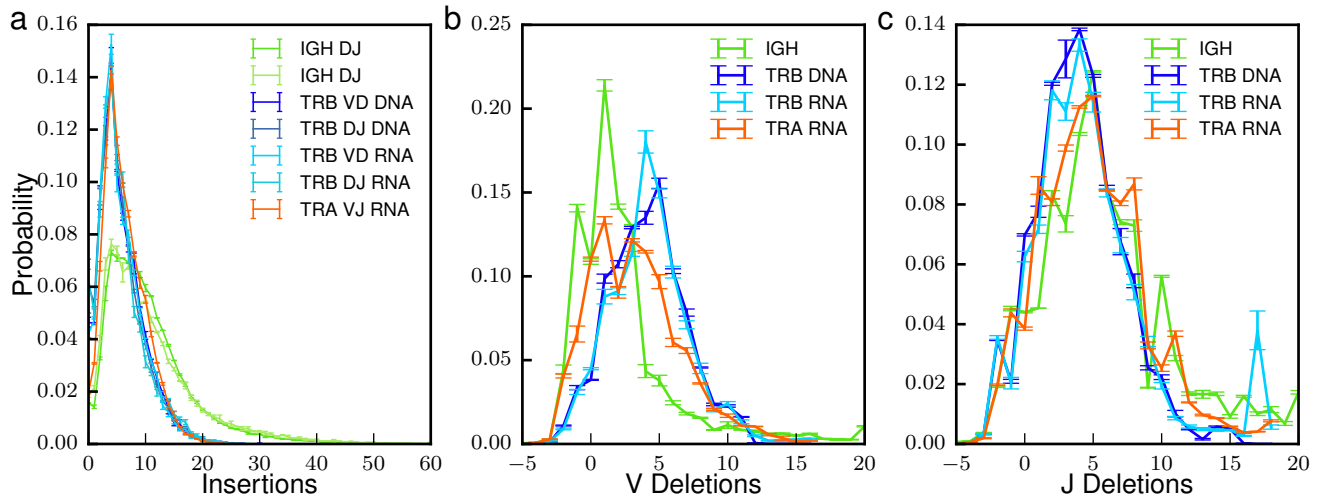 a
0.16
0.14
0.12
0.10
0.08
0.06
0.04
0.02
0.00
Probability
0 10 20 30 40 50 60
Insertions
IGH DJ
IGH DJ
TRB VD DNA
TRB DJ DNA
TRB VD RNA
TRB DJ RNA
TRA VJ RNA
b
0.25
0.20
0.15
0.10
0.05
0.00
−5 0 5 10 15 20
V Deletions
IGH
TRB DNA
TRB RNA
TRA RNA
c
0.14
0.12
0.10
0.08
0.06
0.04
0.02
0.00
−5 0 5 10 15 20
J Deletions
IGH
TRB DNA
TRB RNA
TRA RNA